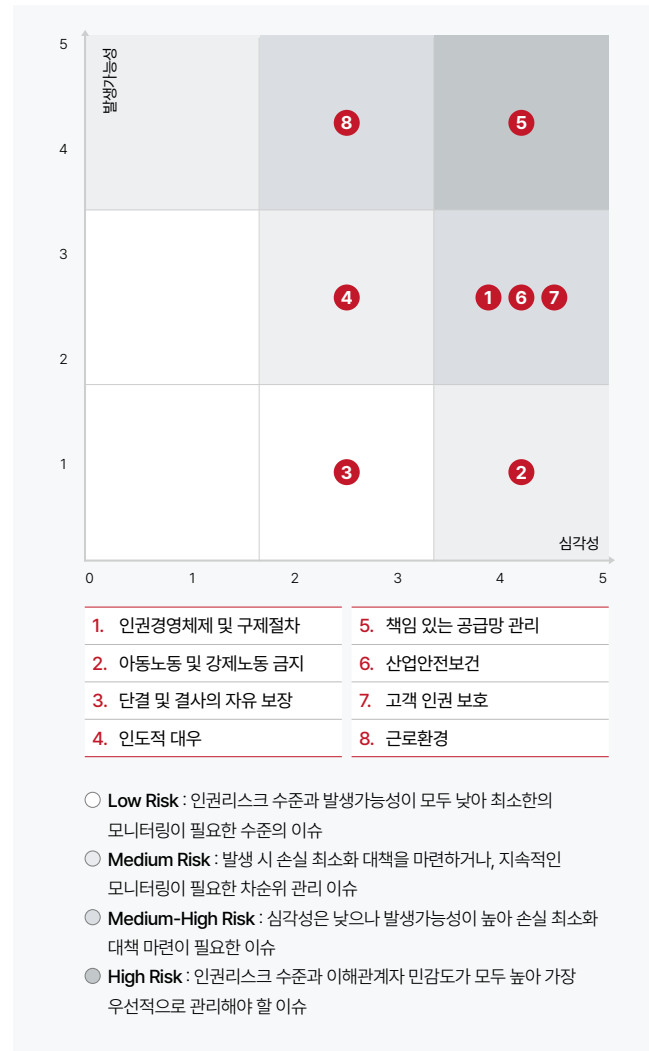 5
발생가능성
8
5
4
3
4
1 6 7
2
1
3
2
심각성
0 1 2 3 4 5
1. 인권경영체제 및 구제절차
5. 책임 있는 공급망 관리
2. 아동노동 및 강제노동 금지
6. 산업안전보건
3. 단결 및 결사의 자유 보장
7. 고객 인권 보호
4. 인도적 대우
8. 근로환경
Low Risk : 인권리스크 수준과 발생가능성이 모두 낮아 최소한의
모니터링이 필요한 수준의 이슈
Medium Risk : 발생 시 손실 최소화 대책을 마련하거나, 지속적인
모니터링이 필요한 차순위 관리 이슈
Medium-High Risk : 심각성은 낮으나 발생가능성이 높아 손실 최소화
대책 마련이 필요한 이슈
High Risk : 인권리스크 수준과 이해관계자 민감도가 모두 높아 가장
우선적으로 관리해야 할 이슈